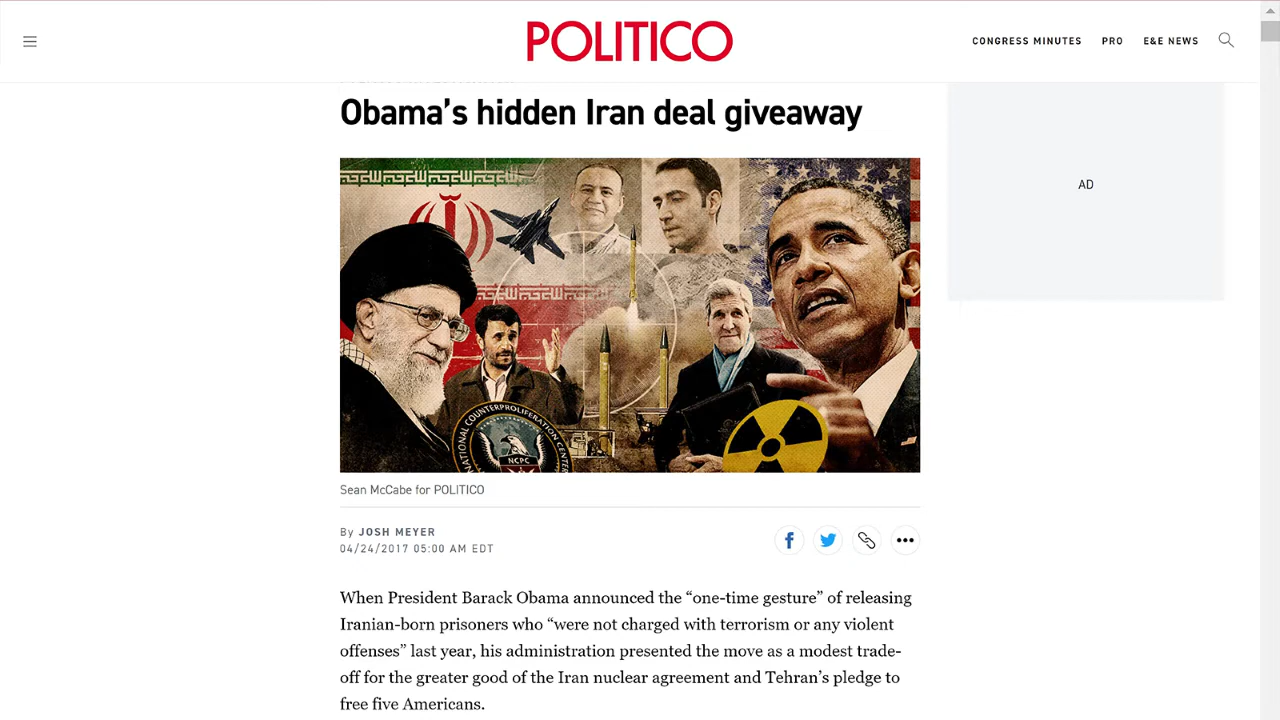 POLITICO
CONGRESS MINUTES PRO E&E NEWS
Obama’s hidden Iran deal giveaway
AD
NATIONAL COUNTERPROLIFERATION CENTER
NCPC
Sean McCabe for POLITICO
By JOSH MEYER
04/24/2017 05:00 AM EDT
When President Barack Obama announced the “one-time gesture” of releasing
Iranian-born prisoners who “were not charged with terrorism or any violent
offenses” last year, his administration presented the move as a modest trade-
off for the greater good of the Iran nuclear agreement and Tehran’s pledge to
free five Americans.